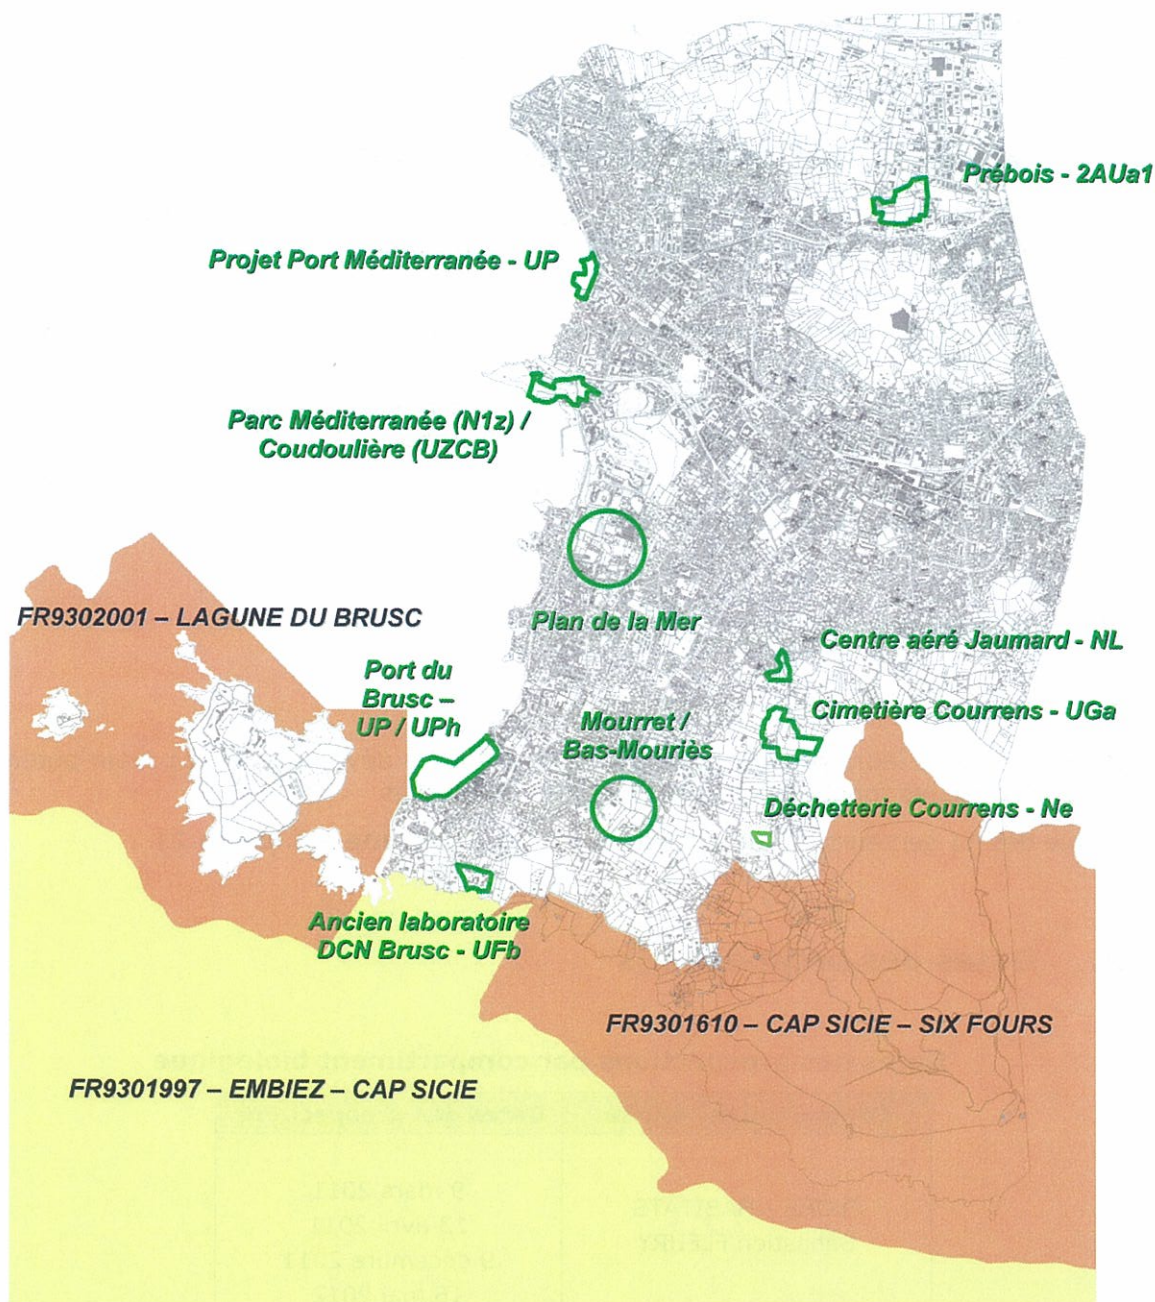 Prébois - 2AUa1
Projet Port Méditerranée - UP
Parc Méditerranée (N1z) /
Coudoulière (UZCB)
FR9302001 – LAGUNE DU BRUSC
Plan de la Mer
Centre aéré Jaumard - NL
Port du
Brusc –
UP / UPh
Mourret /
Bas-Mouriès
Cimetière Courrens - UGa
Déchetterie Courrens - Ne
Ancien laboratoire
DCN Brusc - UFb
FR9301610 – CAP SICIE – SIX FOURS
FR9301997 – EMBIEZ – CAP SICIE